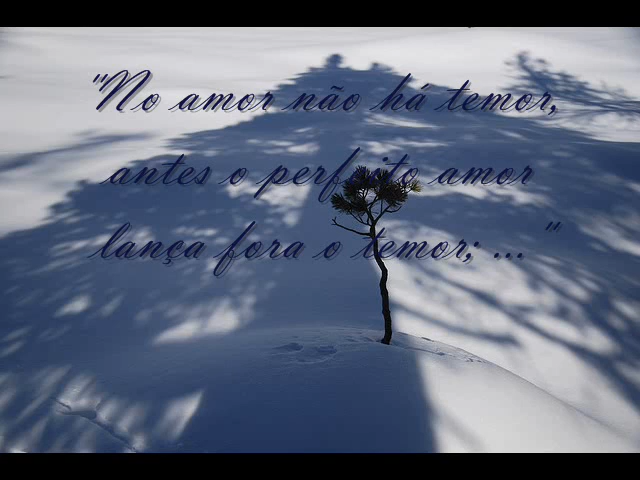 "No amor não há temor,
antes o perfeito amor
lança fora o temor; ... "